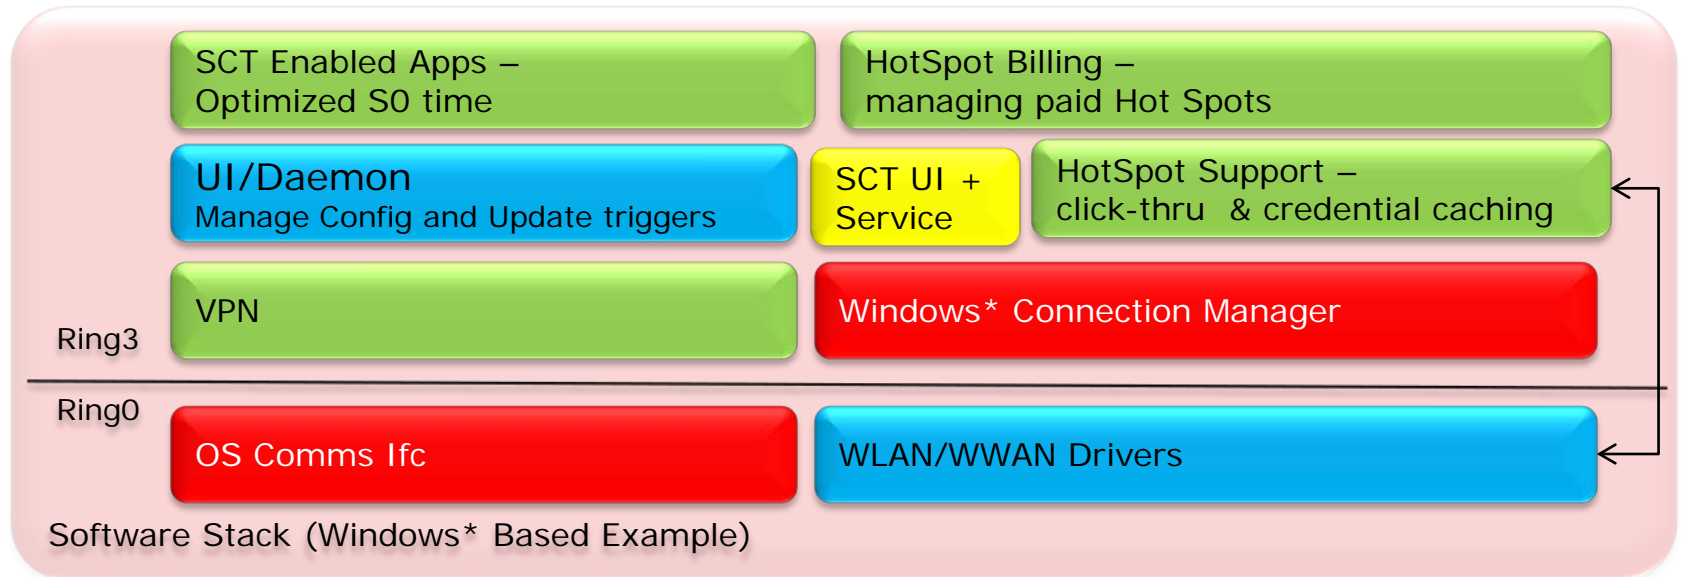 SCT Enabled Apps –
Optimized S0 time
HotSpot Billing –
managing paid Hot Spots
UI/Daemon
Manage Config and Update triggers
SCT UI +
Service
HotSpot Support –
click-thru & credential caching
VPN
Windows* Connection Manager
Ring3
Ring0
OS Comms Ifc
WLAN/WWAN Drivers
Software Stack (Windows* Based Example)